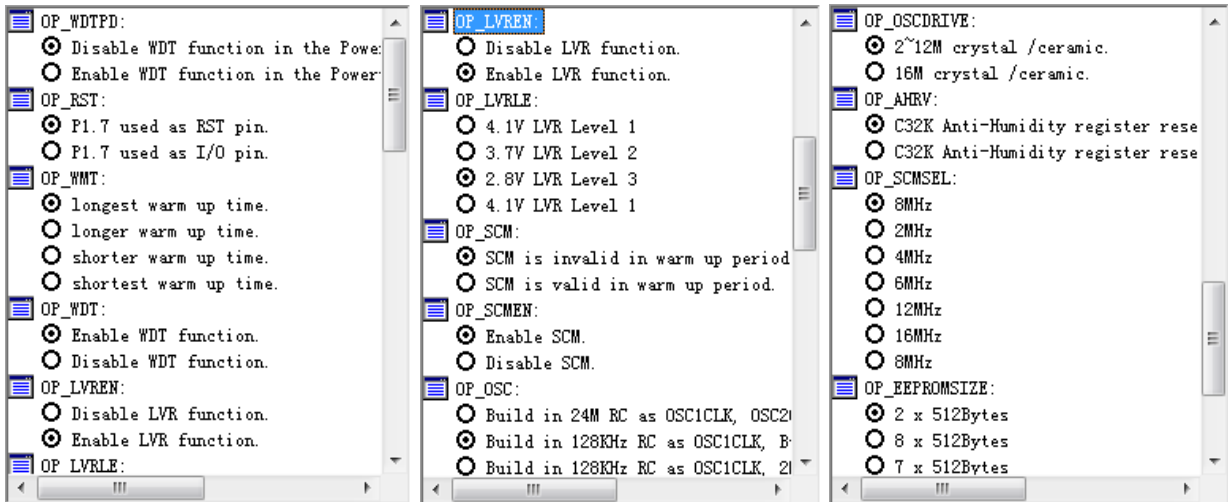 OP_WDTPD:
Disable WDT function in the Power
Enable WDT function in the Power
OP_RST:
P1.7 used as RST pin.
P1.7 used as I/O pin.
OP_WMT:
longest warm up time.
longer warm up time.
shorter warm up time.
shortest warm up time.
OP_WDT:
Enable WDT function.
Disable WDT function.
OP_LVREN:
Disable LVR function.
Enable LVR function.
OP_LVRLE:
OP_LVREN:
Disable LVR function.
Enable LVR function.
OP_LVRLE:
4.1V LVR Level 1
3.7V LVR Level 2
2.8V LVR Level 3
4.1V LVR Level 1
OP_SCM:
SCM is invalid in warm up period
SCM is valid in warm up period.
OP_SCMEN:
Enable SCM.
Disable SCM.
OP_OSC:
Build in 24M RC as OSC1CLK,
Build in 128KHz RC as OSC1CLK,
Build in 128KHz RC as OSC1CLK,
OP_OSCDRIVE:
2~12M crystal /ceramic.
16M crystal /ceramic.
OP_AHRV:
C32K Anti-Humidity register rese
C32K Anti-Humidity register rese
OP_SCMSEL:
8MHz
2MHz
4MHz
6MHz
12MHz
16MHz
8MHz
OP_EEPROMSIZE:
2 x 512Bytes
8 x 512Bytes
7 x 512Bytes